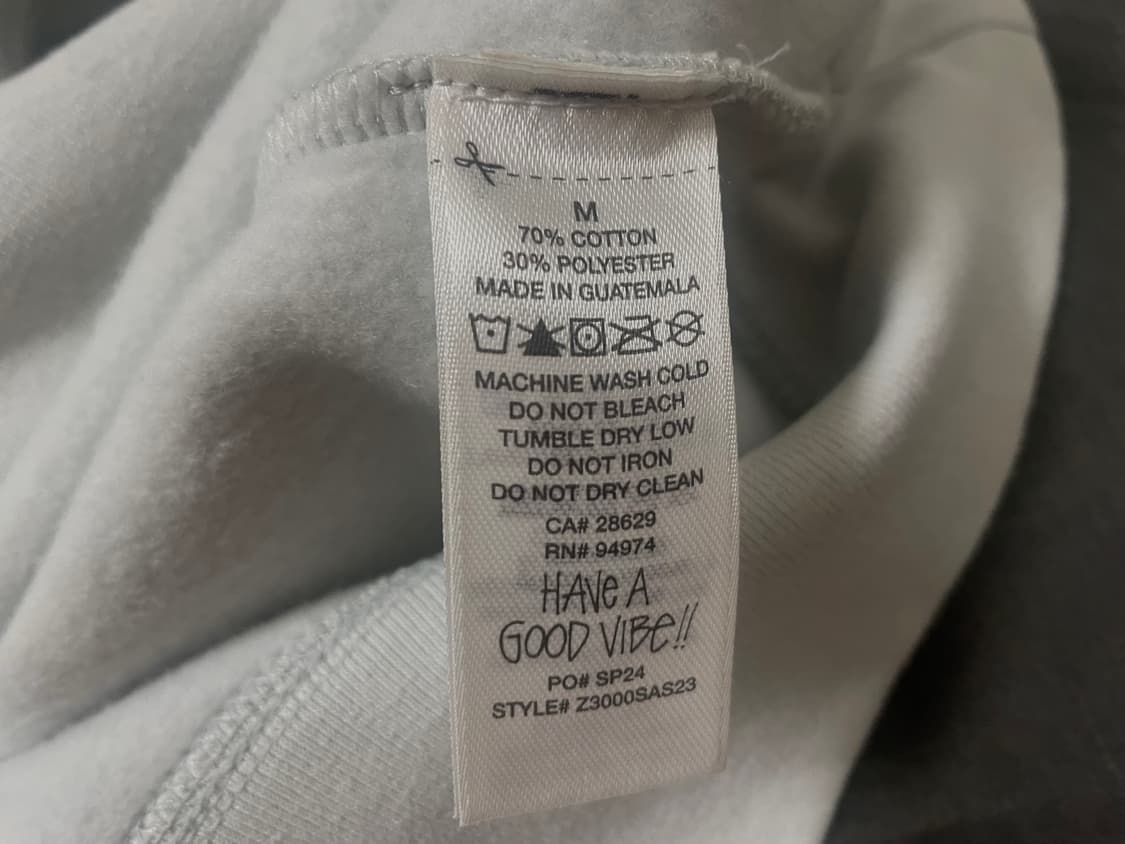 M
70% COTTON
30% POLYESTER
MADE IN GUATEMALA
MACHINE WASH COLD
DO NOT BLEACH
TUMBLE DRY LOW
DO NOT IRON
DO NOT DRY CLEAN
CA# 28629
RN# 94974
HAVe A
GOOD VIBe!!
PO# SP24
STYLE# Z3000SAS23